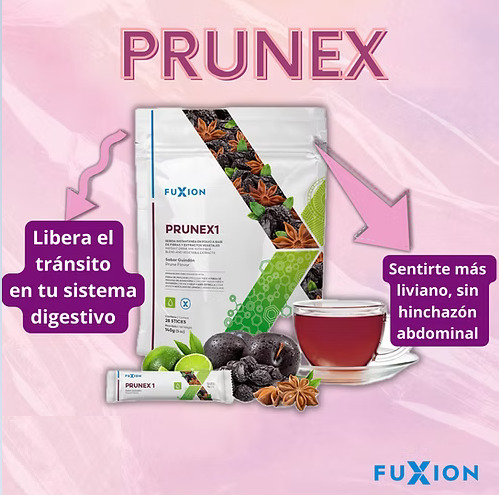 PRUNEX
FUXION
PRUNEX1
Sabor Guindón
Prune Flavor
28 STICKS
Libera el
tránsito
en tu sistema
digestivo
Sentirte más
liviano, sin
hinchazón
abdominal
PRUNEX 1
FUXION